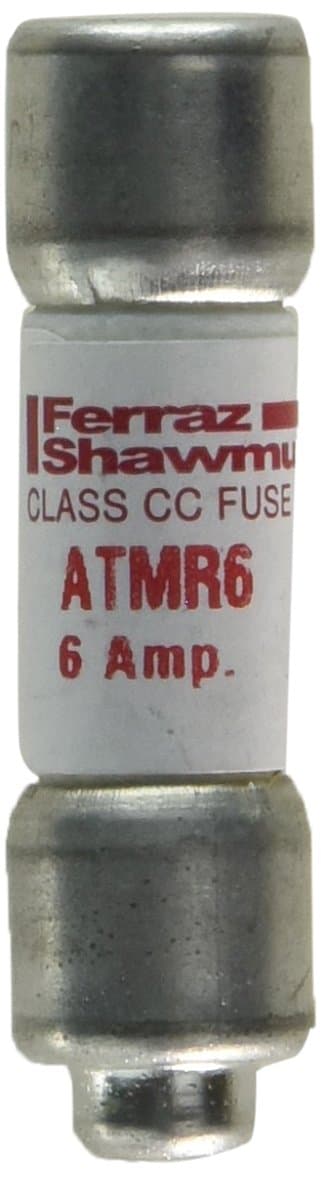 Ferraz
Shawmu
CLASS CC FUSE
ATMR6
6 Amp.